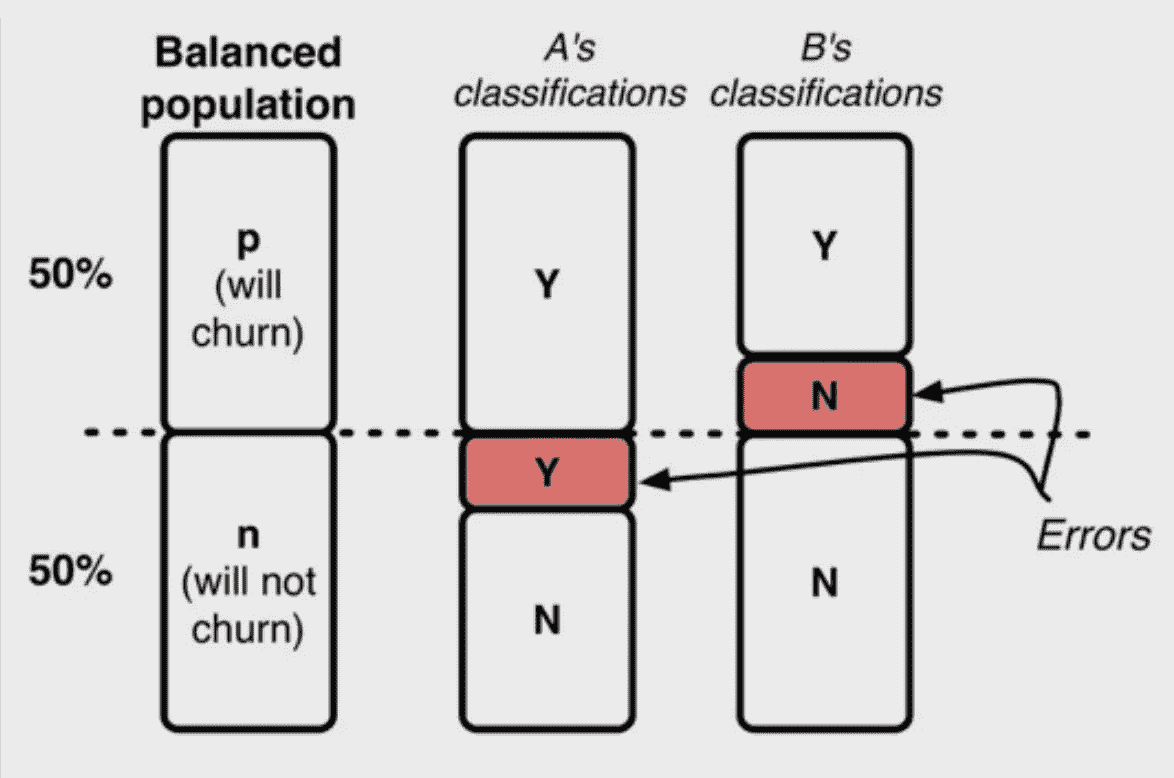 Balanced
population
A's
classifications
B's
classifications
50%
p
(will
churn)
Y
Y
N
Y
50%
n
(will not
churn)
N
N
Errors